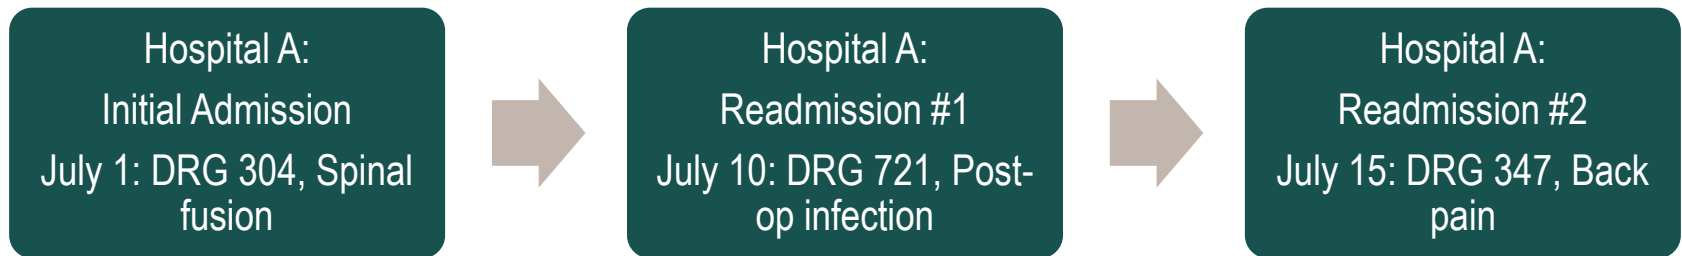 Hospital A:
Initial Admission
July 1: DRG 304, Spinal
fusion
Hospital A:
Readmission #1
July 10: DRG 721, Post-
op infection
Hospital A:
Readmission #2
July 15: DRG 347, Back
pain